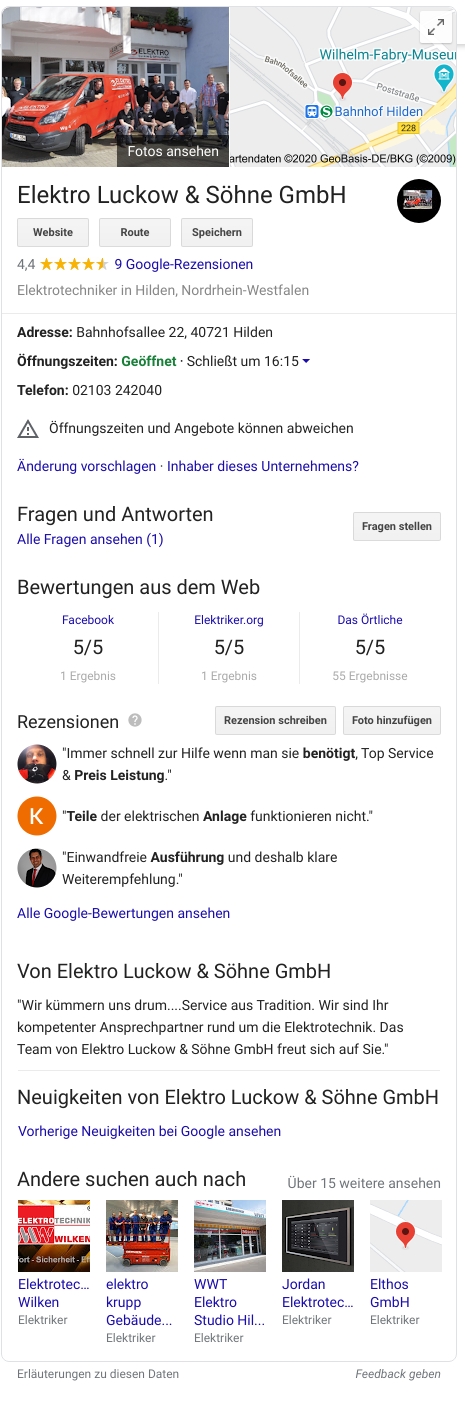 ELEKTRO
Fotos ansehen
Wilhelm-Fabry-Museum
Bahnhofsallee
Poststraße
S Bahnhof Hilden
228
artendaten ©2020 GeoBasis-DE/BKG (©2009)
Elektro Luckow & Söhne GmbH
Website Route Speichern
4,4 9 Google-Rezensionen
Elektrotechniker in Hilden, Nordrhein-Westfalen
Adresse: Bahnhofsallee 22, 40721 Hilden
Öffnungszeiten: Geöffnet · Schließt um 16:15
Telefon: 02103 242040
Öffnungszeiten und Angebote können abweichen
Änderung vorschlagen · Inhaber dieses Unternehmens?
Fragen und Antworten
Alle Fragen ansehen (1)
Fragen stellen
Bewertungen aus dem Web
Facebook Elektriker.org Das Örtliche
5/5 5/5 5/5
1 Ergebnis 1 Ergebnis 55 Ergebnisse
Rezensionen ? Rezension schreiben Foto hinzufügen
"Immer schnell zur Hilfe wenn man sie benötigt, Top Service
& Preis Leistung."
K
"Teile der elektrischen Anlage funktionieren nicht."
"Einwandfreie Ausführung und deshalb klare
Weiterempfehlung."
Alle Google-Bewertungen ansehen
Von Elektro Luckow & Söhne GmbH
"Wir kümmern uns drum....Service aus Tradition. Wir sind Ihr
kompetenter Ansprechpartner rund um die Elektrotechnik. Das
Team von Elektro Luckow & Söhne GmbH freut sich auf Sie."
Neuigkeiten von Elektro Luckow & Söhne GmbH
Vorherige Neuigkeiten bei Google ansehen
Andere suchen auch nach Über 15 weitere ansehen
ELEKTROTECHNIK
MW WILKEN
ort - Sicherheit - E
Elektrotec... elektro WWT Jordan Elthos
Wilken krupp Elektro Elektrotec... GmbH
Elektriker Gebäude... Studio Hil... Elektriker Elektriker
Elektriker Elektriker
Erläuterungen zu diesen Daten Feedback geben